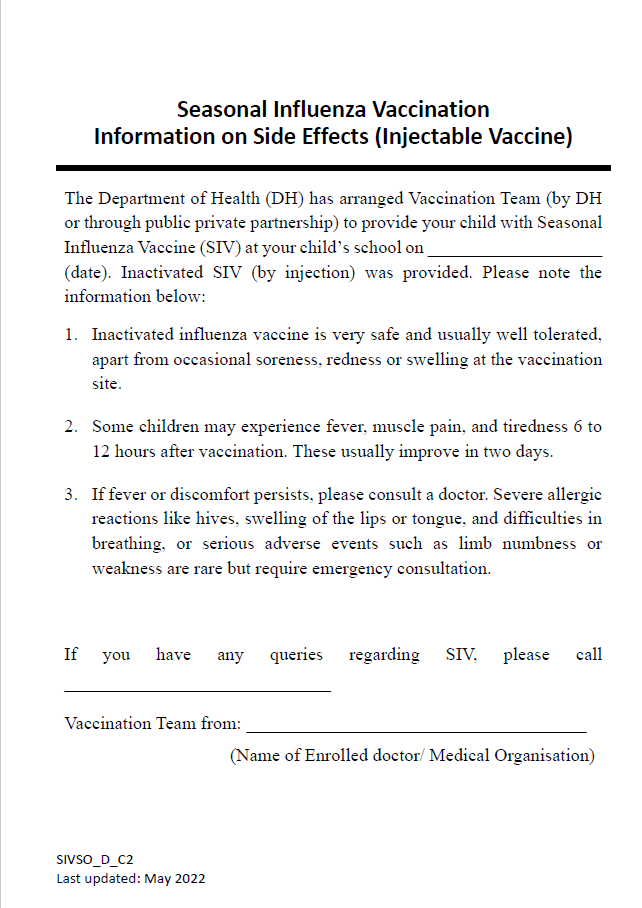 Seasonal Influenza Vaccination
Information on Side Effects (Injectable Vaccine)
The Department of Health (DH) has arranged Vaccination Team (by DH
or through public private partnership) to provide your child with Seasonal
Influenza Vaccine (SIV) at your child's school on ____________________
(date). Inactivated SIV (by injection) was provided. Please note the
information below:
1. Inactivated influenza vaccine is very safe and usually well tolerated,
apart from occasional soreness, redness or swelling at the vaccination
site.
2. Some children may experience fever, muscle pain, and tiredness 6 to
12 hours after vaccination. These usually improve in two days.
3. If fever or discomfort persists, please consult a doctor. Severe allergic
reactions like hives, swelling of the lips or tongue, and difficulties in
breathing, or serious adverse events such as limb numbness or
weakness are rare but require emergency consultation.
If you have any queries regarding SIV, please call
______________________________
Vaccination Team from: ______________________________________
(Name of Enrolled doctor/ Medical Organisation)
SIVSO_D_C2
Last updated: May 2022